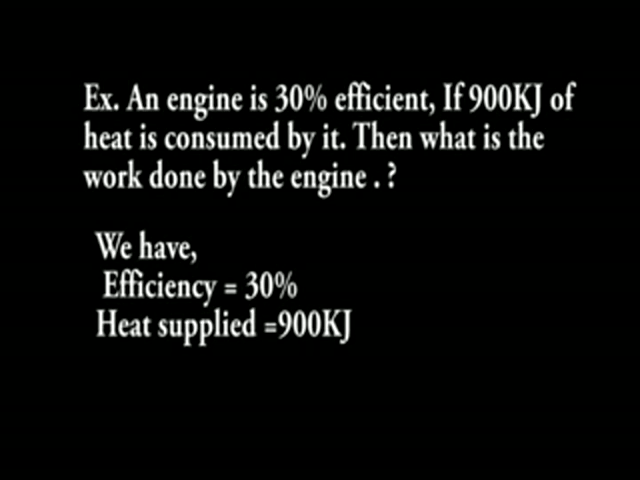 Ex. An engine is 30% efficient, If 900KJ of
heat is consumed by it. Then what is the
work done by the engine . ?
We have,
Efficiency = 30%
Heat supplied =900KJ